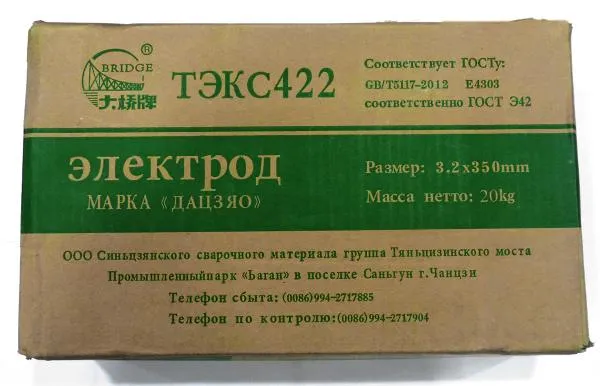 ®
BRIDGE
大桥牌
ТЭКС422
Соответствует ГОСТу:
GB/T5117-2012 E4303
соответственно ГОСТ Э42
электрод
МАРКА «ДАЦЗЯО»
Размер: 3.2x350mm
Масса нетто: 20kg
ООО Синьцзянского сварочного материала группа Тяньцизинского моста
Промышленныйпарк «Баган» в поселке Саньгун г.Чанцзи
Телефон сбыта: (0086)994-2717885
Телефон по контролю:(0086)994-2717904